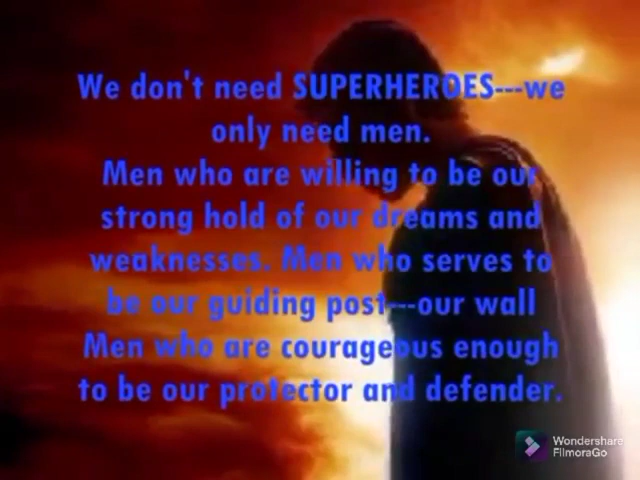 We don't need SUPERHEROES---we
only need men.
Men who are willing to be our
strong hold of our dreams and
weaknesses. Men who serves to
be our guiding post---our wall
Men who are courageous enough
to be our protector and defender.
Wondershare
FilmoraGo